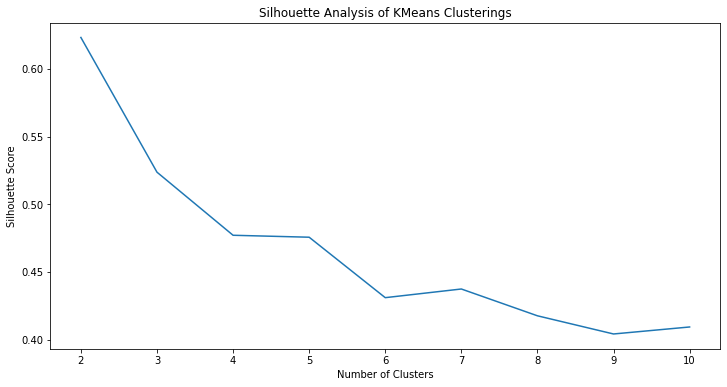 Silhouette Analysis of KMeans Clusterings
0.60
0.55
0.50
0.45
0.40
Silhouette Score
2 3 4 5 6 7 8 9 10
Number of Clusters